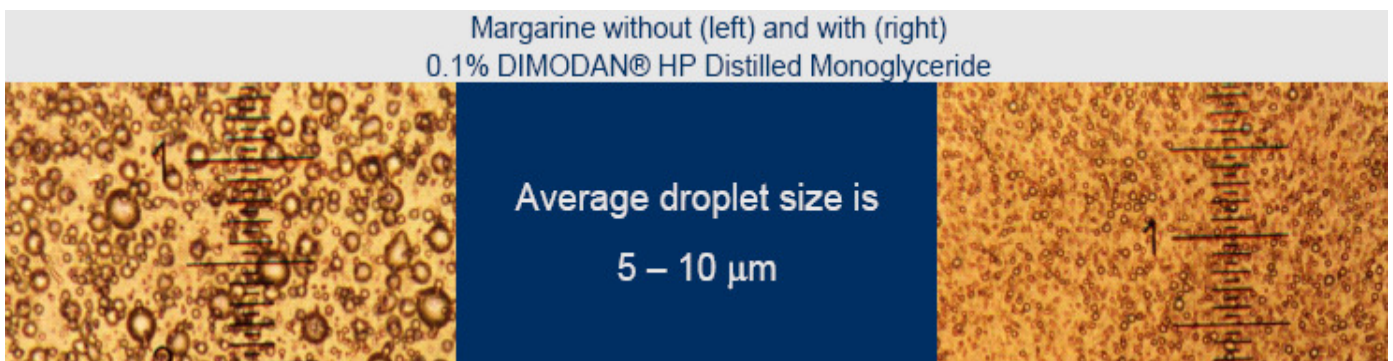 Margarine without (left) and with (right)
0.1% DIMODAN® HP Distilled Monoglyceride
1
Average droplet size is
5 – 10 μm
1